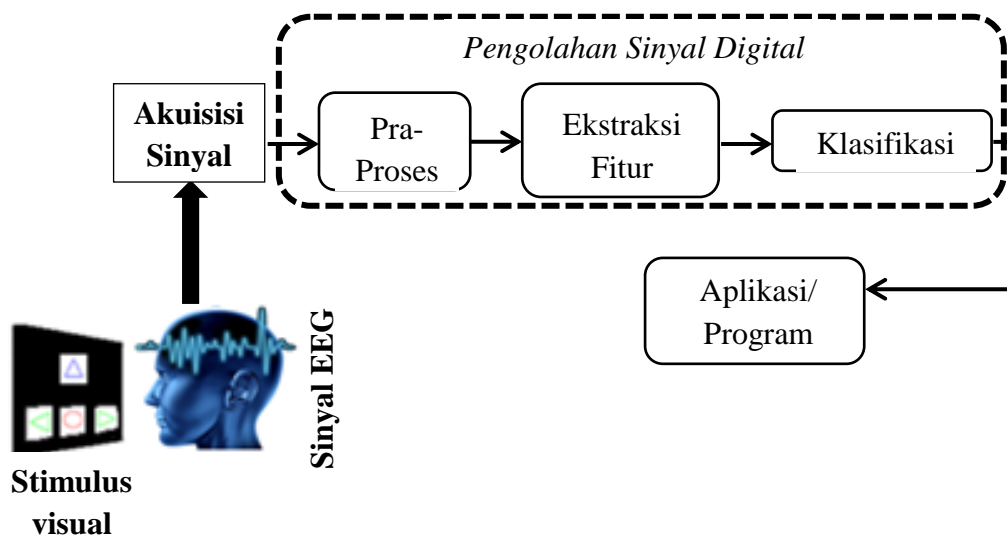 Pengolahan Sinyal Digital
Akuisisi
Sinyal
Pra-
Proses
Ekstraksi
Fitur
Klasifikasi
Aplikasi/
Program
Sinyal EEG
Stimulus
visual